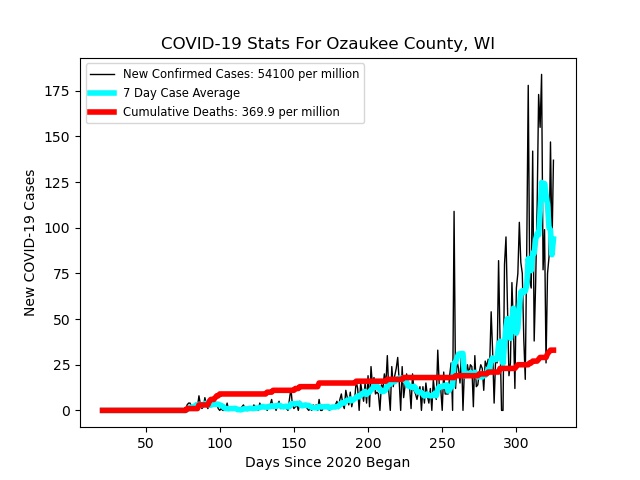 COVID-19 Stats For Ozaukee County, WI
New Confirmed Cases: 54100 per million
7 Day Case Average
Cumulative Deaths: 369.9 per million
New COVID-19 Cases
175
150
125
100
75
50
25
0
50 100 150 200 250 300
Days Since 2020 Began